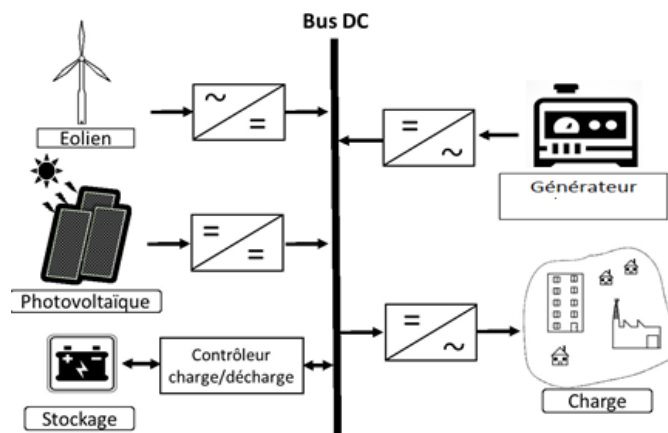 Bus DC
Eolien
Générateur
Photovoltaïque
Contrôleur
charge/décharge
Stockage
Charge